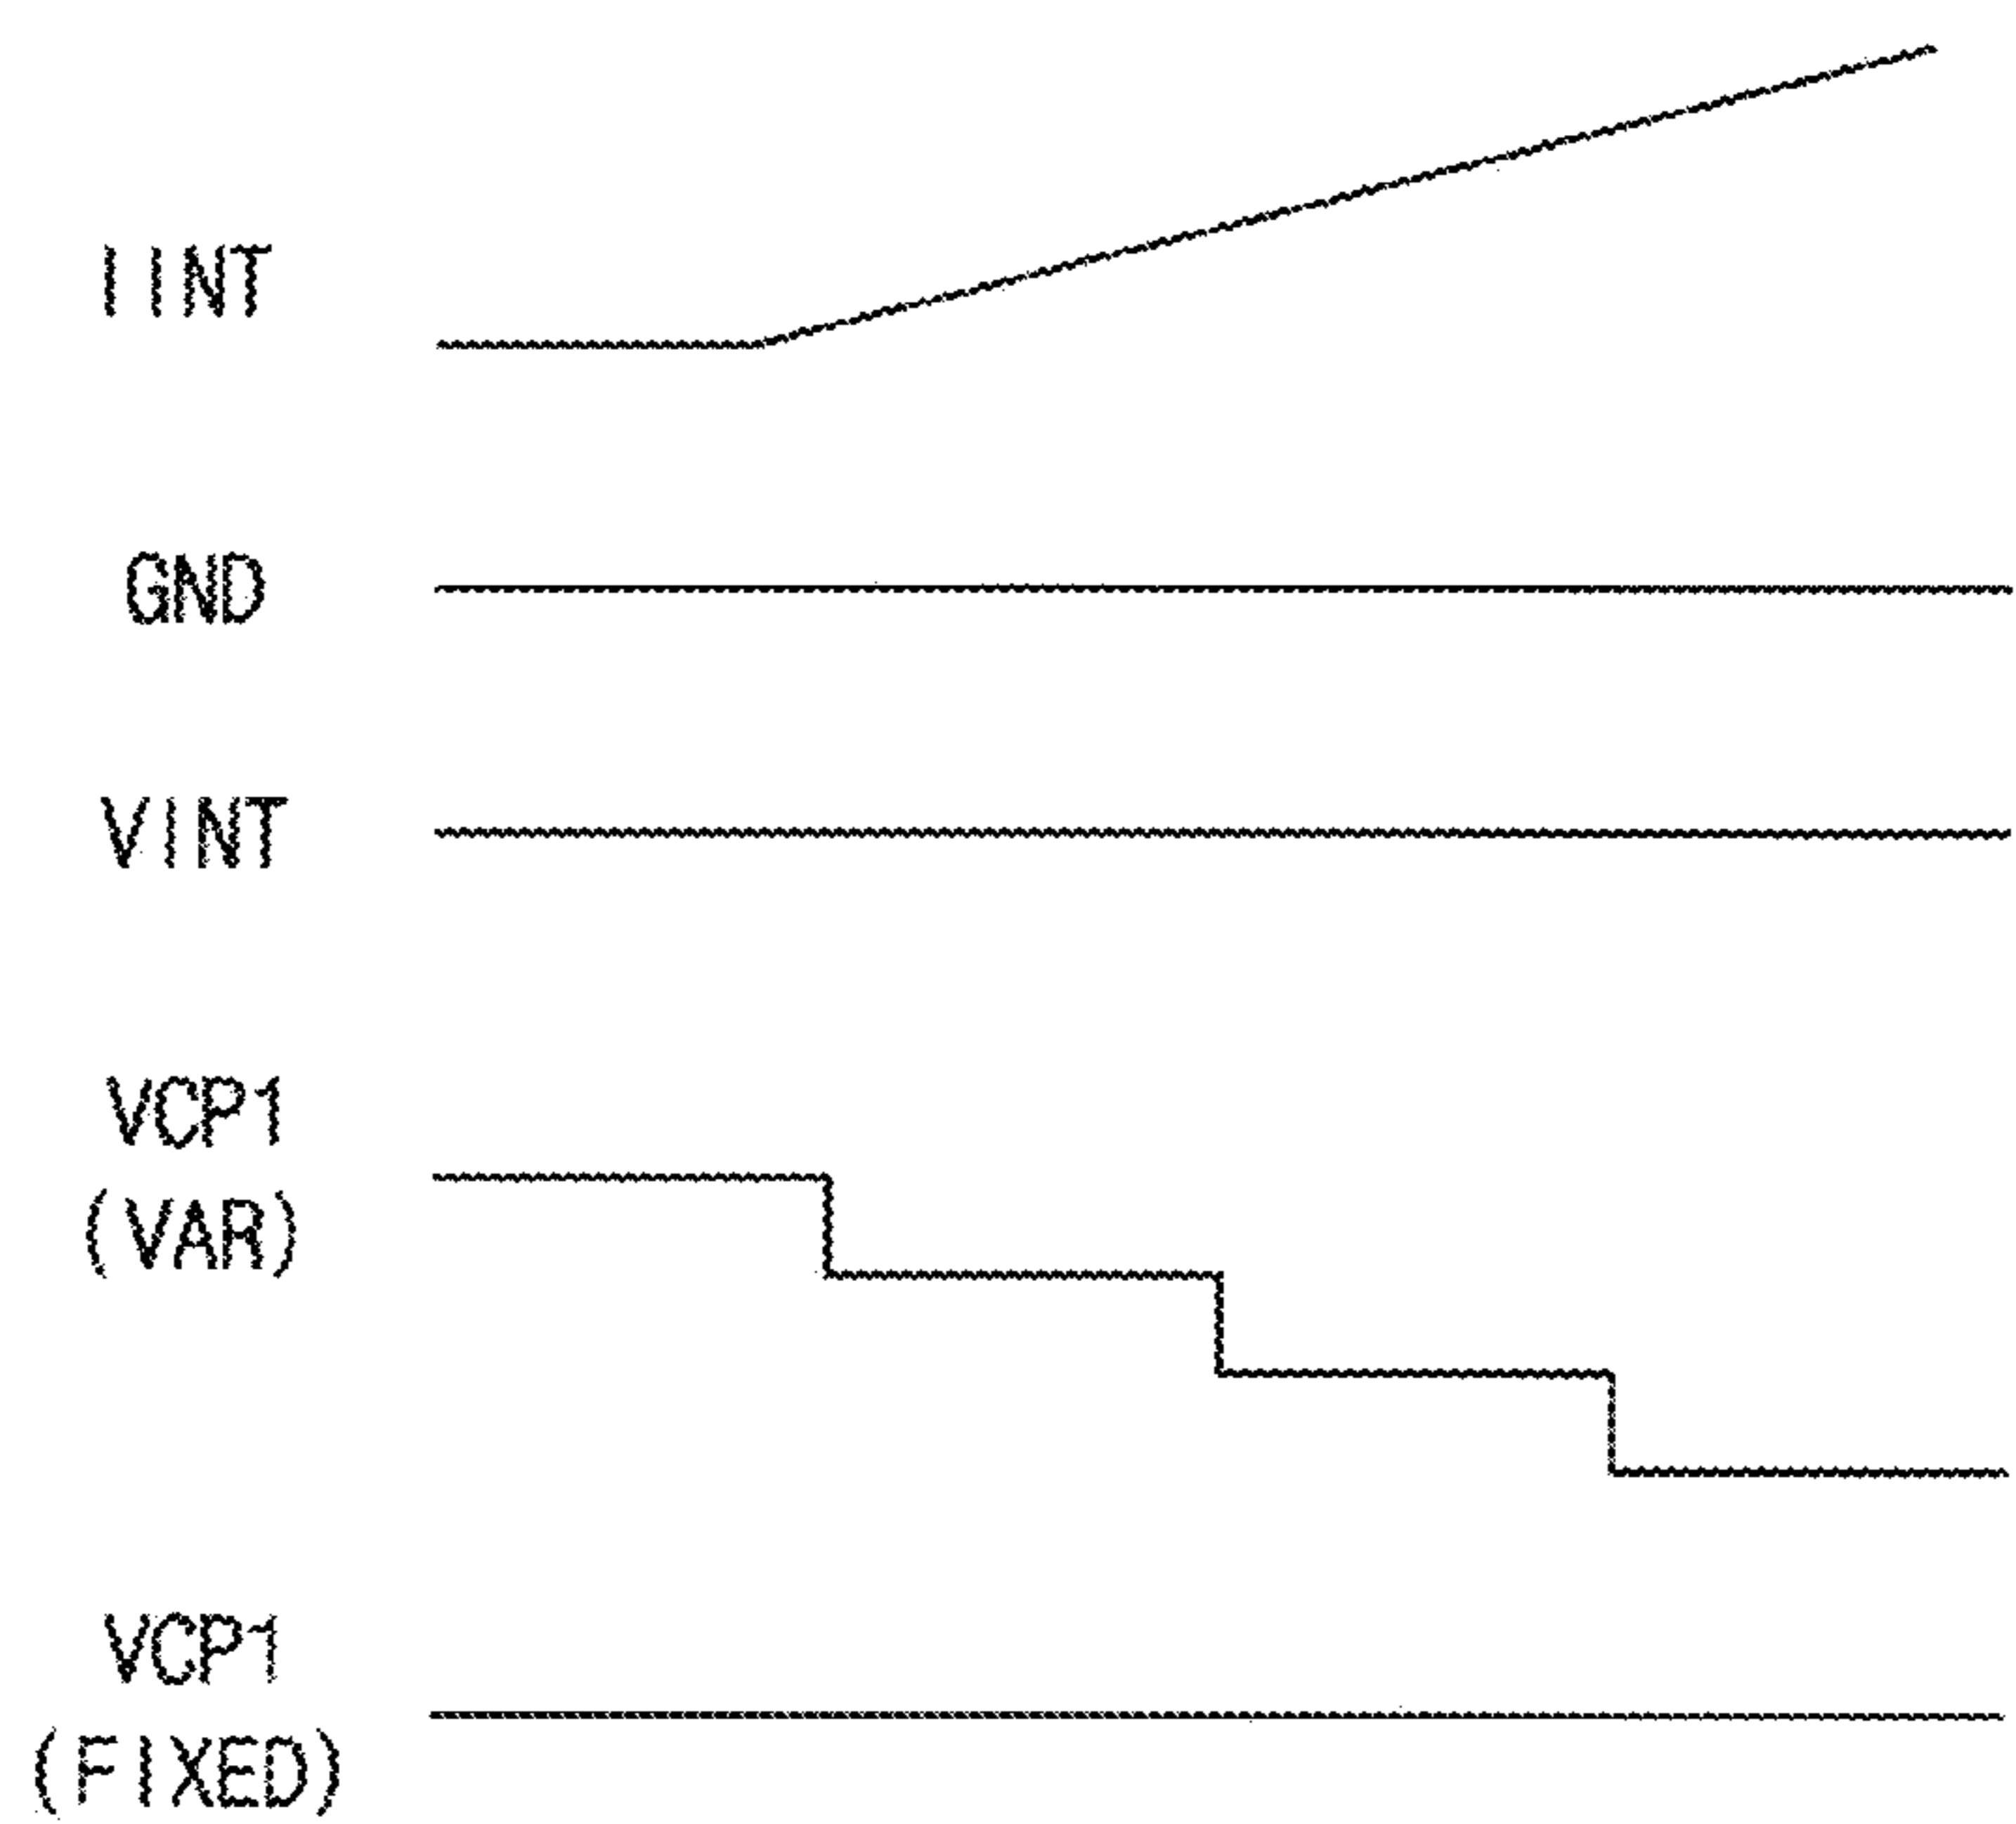 IINT
GND
VINT
VCP1
(VAR)
VCP1
(FIXED)